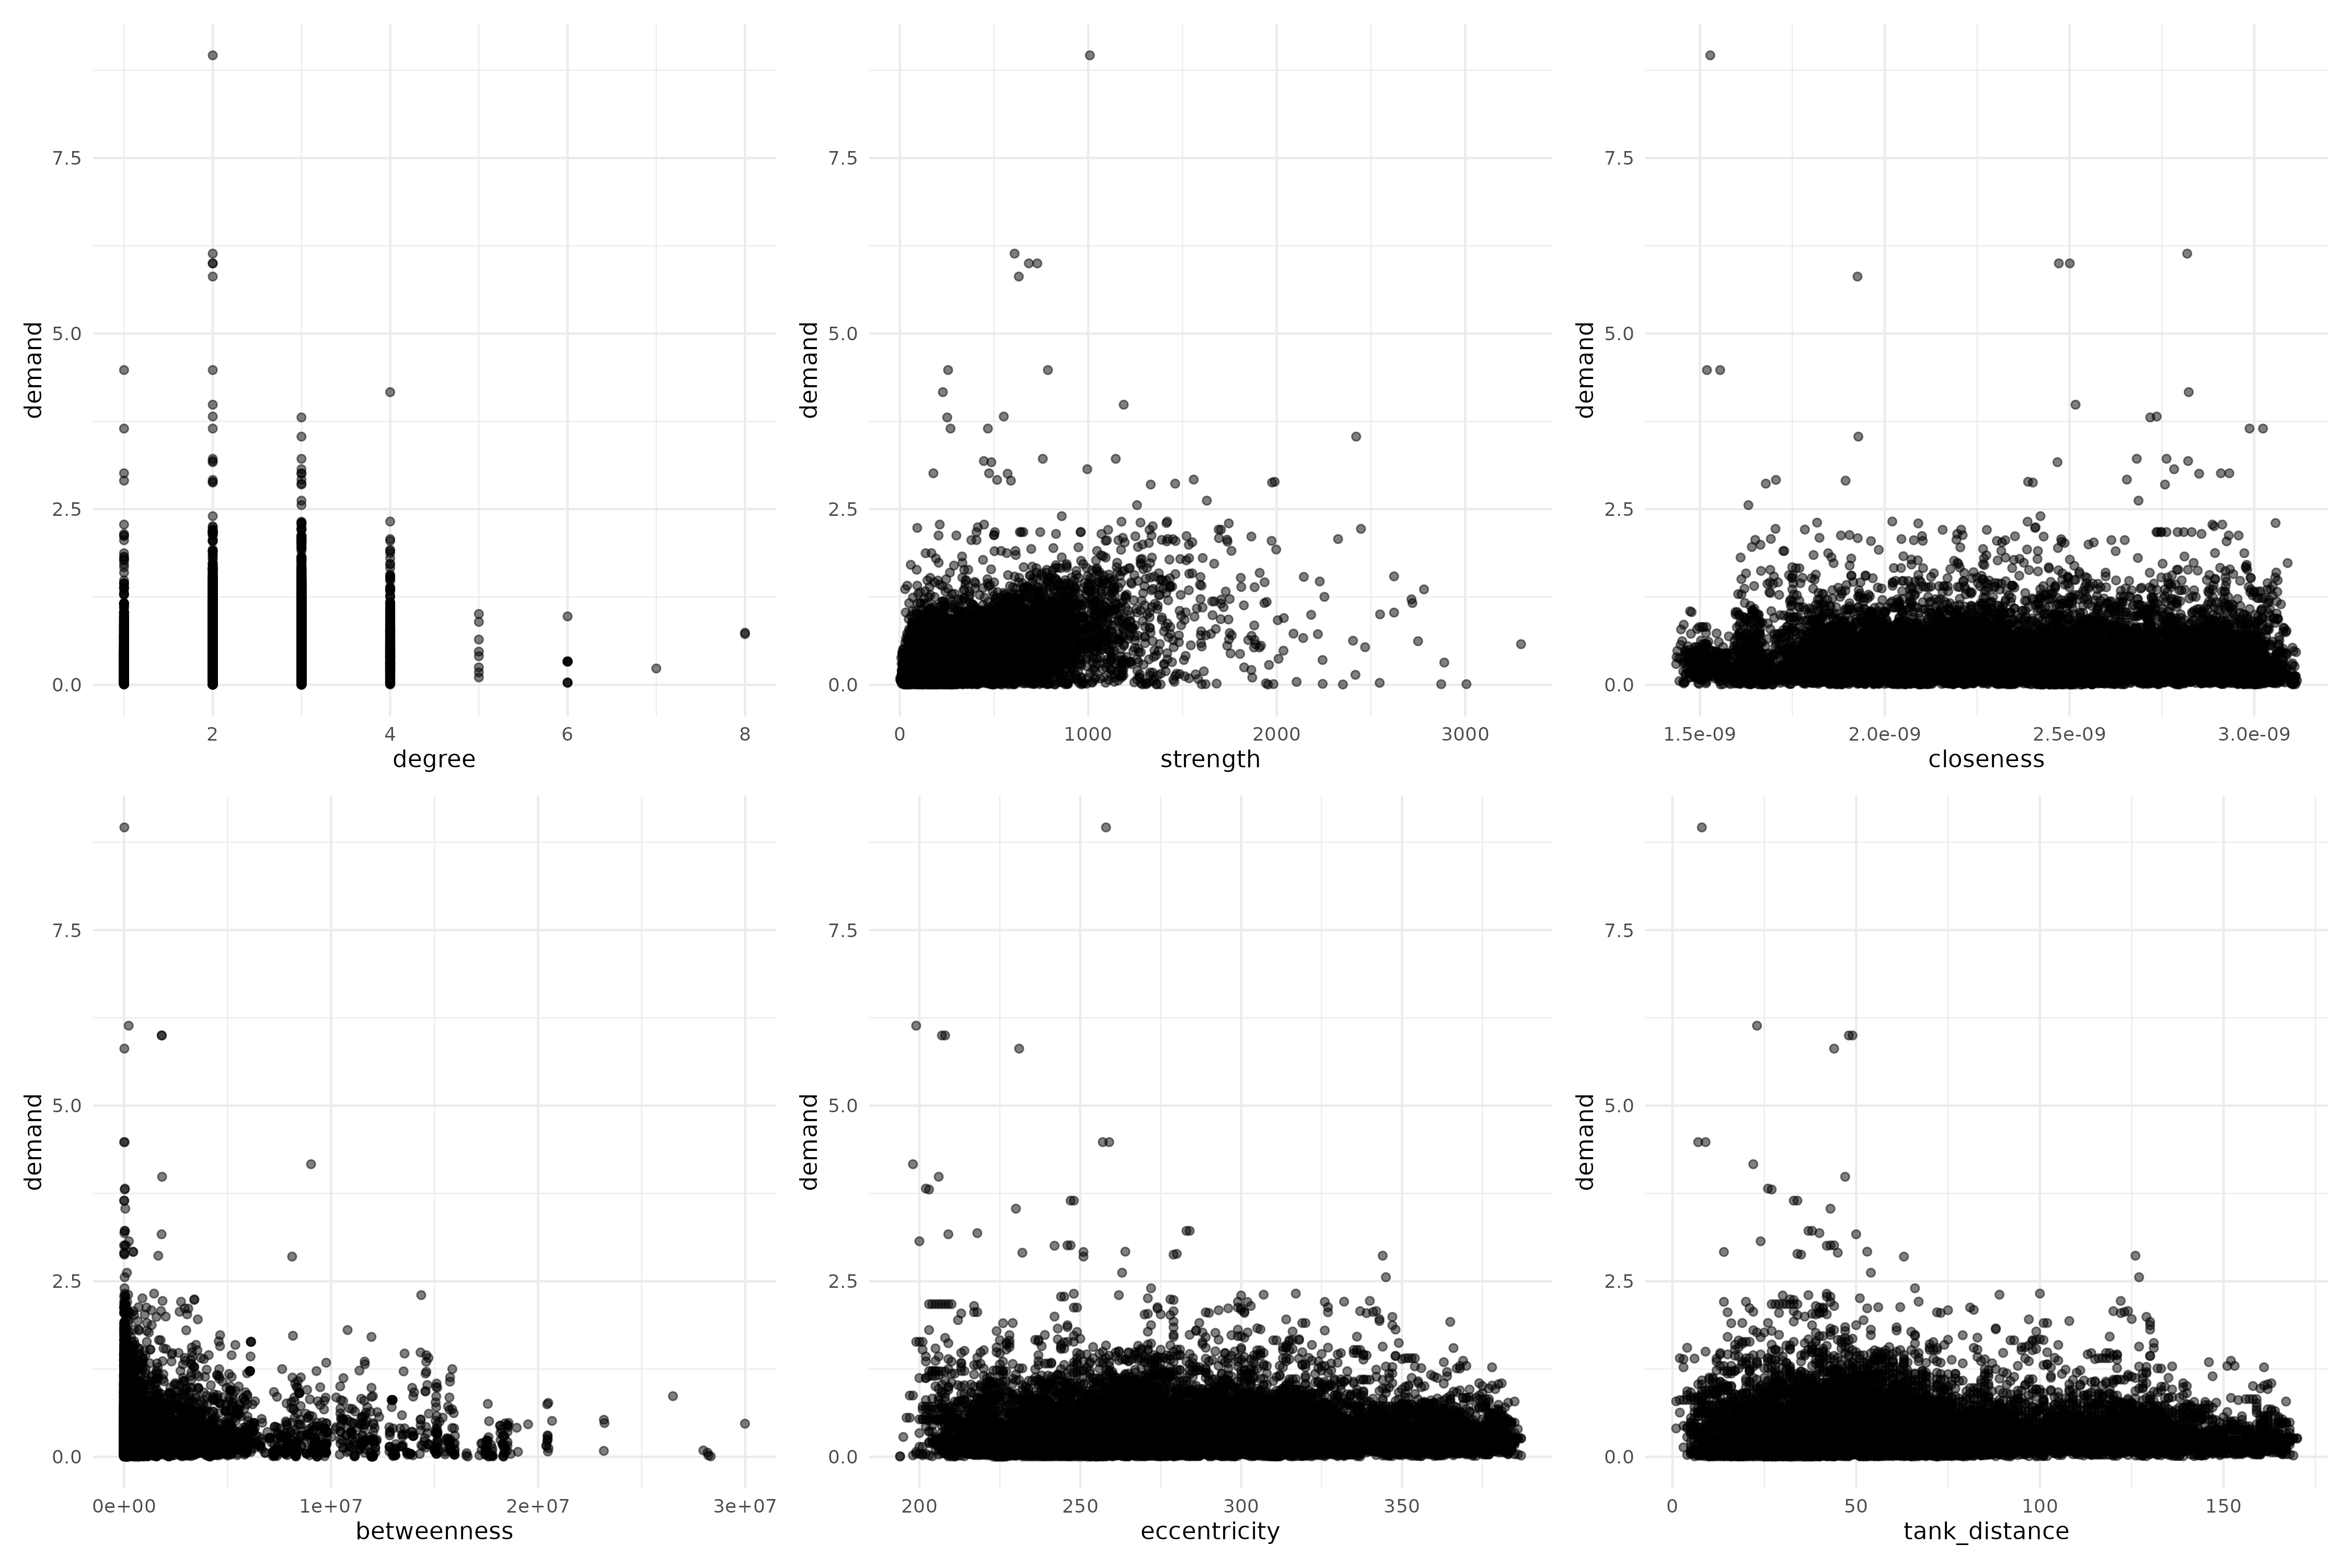 demand
7.5
5.0
2.5
0.0
2
4
6
8
degree
demand
7.5
5.0
2.5
0.0
0
1000
2000
3000
strength
demand
7.5
5.0
2.5
0.0
1.5e-09
2.0e-09
2.5e-09
3.0e-09
closeness
demand
7.5
5.0
2.5
0.0
0e+00
1e+07
2e+07
3e+07
betweenness
demand
7.5
5.0
2.5
0.0
200
250
300
350
eccentricity
demand
7.5
5.0
2.5
0.0
0
50
100
150
tank_distance